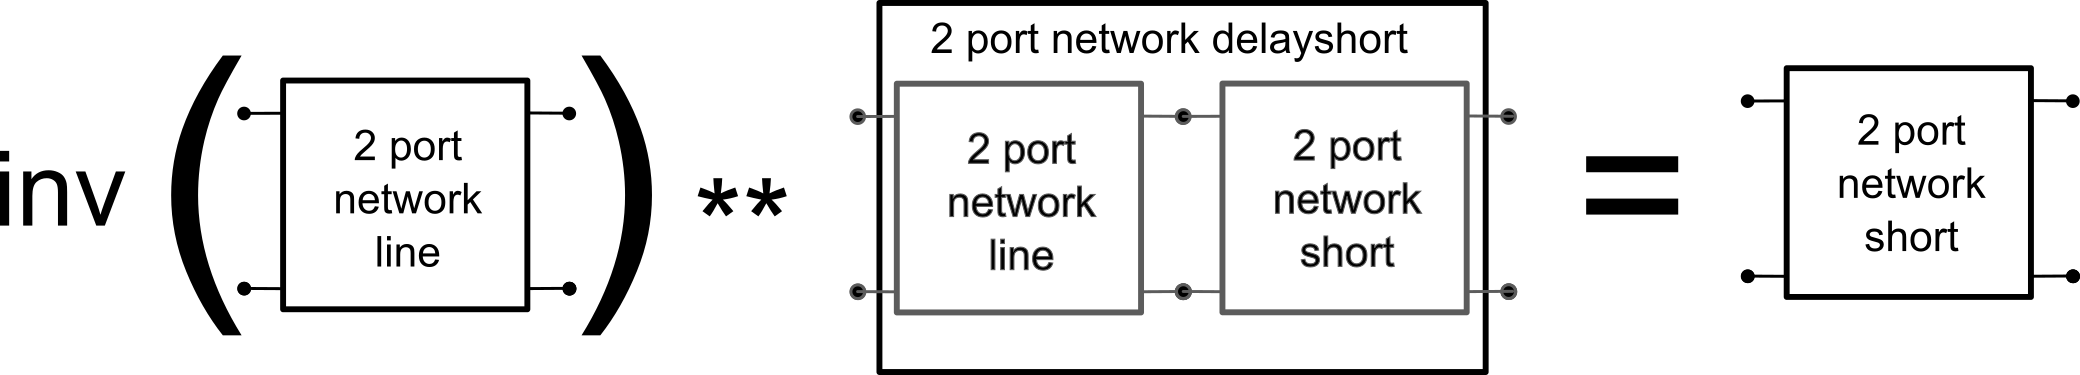 2 port network delayshort
inv ( 2 port
network
line ) **
2 port
network
line
2 port
network
short
=
2 port
network
short